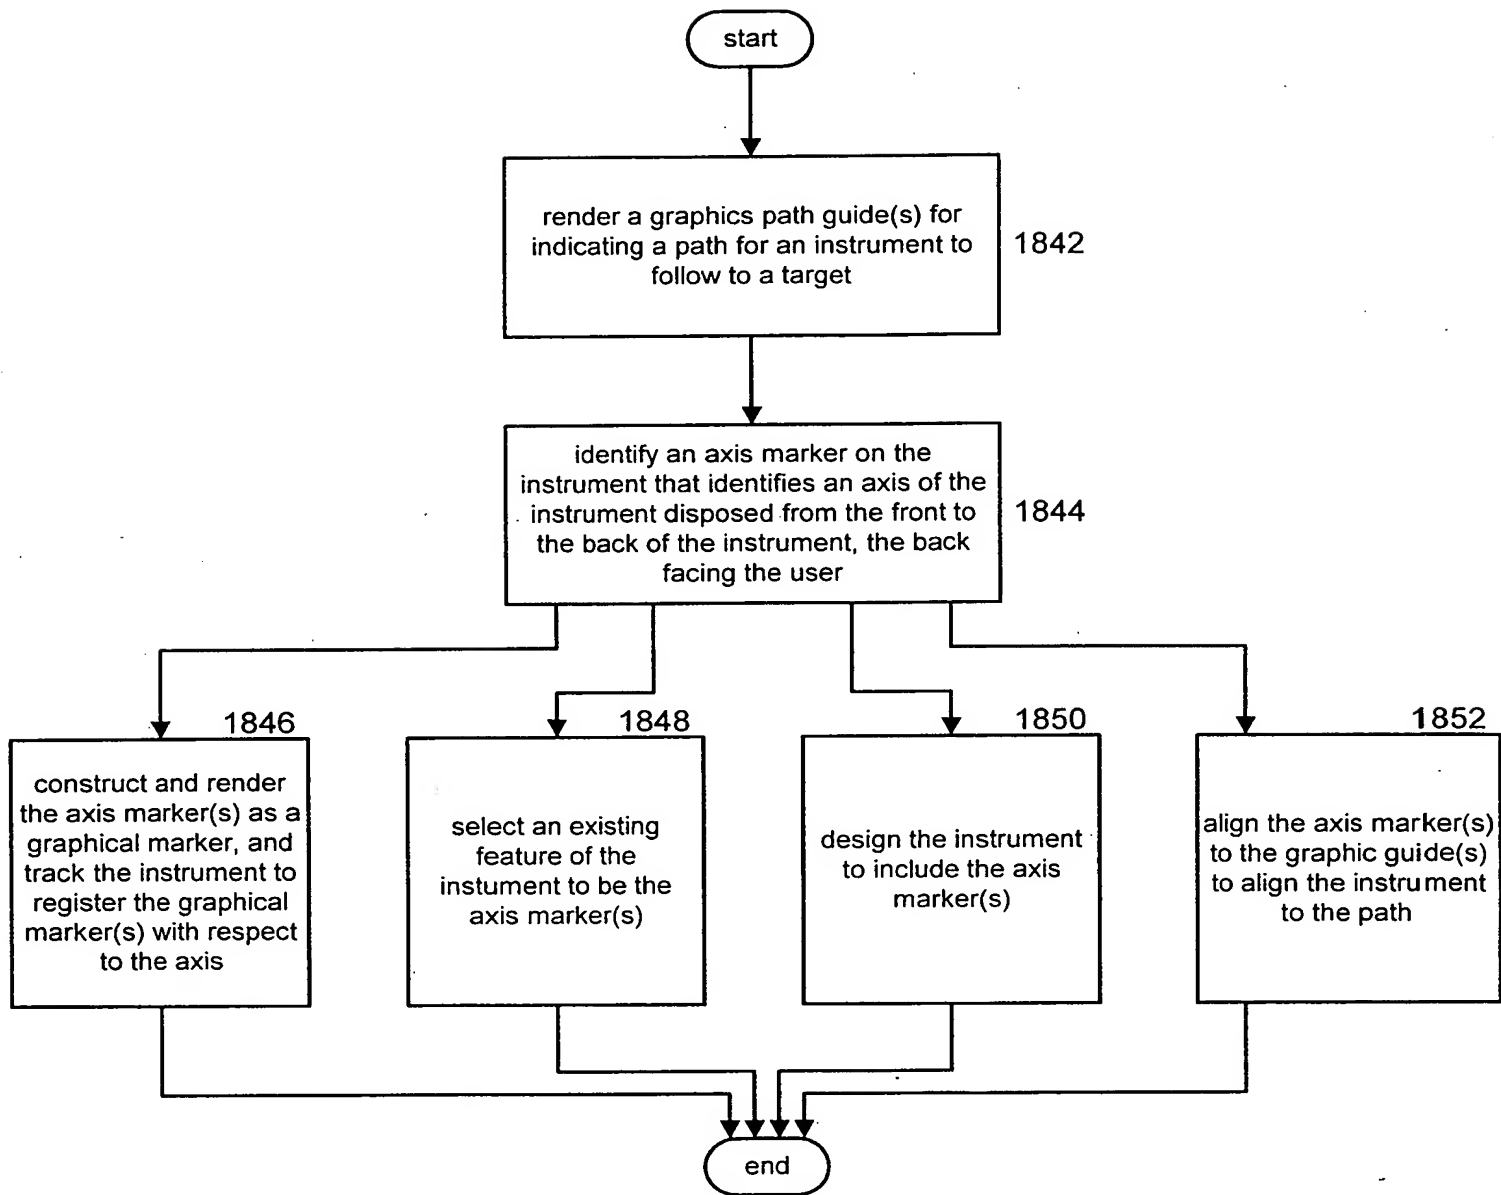 start
render a graphics path guide(s) for
indicating a path for an instrument to
follow to a target
1842
identify an axis marker on the
instrument that identifies an axis of the
instrument disposed from the front to
the back of the instrument, the back
facing the user
1844
1846
construct and render
the axis marker(s) as a
graphical marker, and
track the instrument to
register the graphical
marker(s) with respect
to the axis
1848
select an existing
feature of the
instument to be the
axis marker(s)
1850
design the instrument
to include the axis
marker(s)
1852
align the axis marker(s)
to the graphic guide(s)
to align the instrument
to the path
end